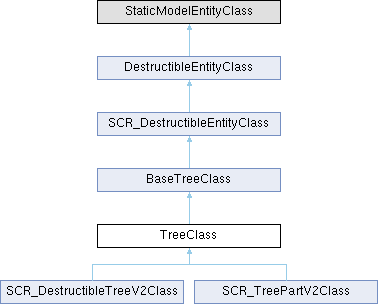 StaticModelEntityClass
DestructibleEntityClass
SCR_DestructibleEntityClass
BaseTreeClass
TreeClass
SCR_DestructibleTreeV2Class
SCR_TreePartV2Class